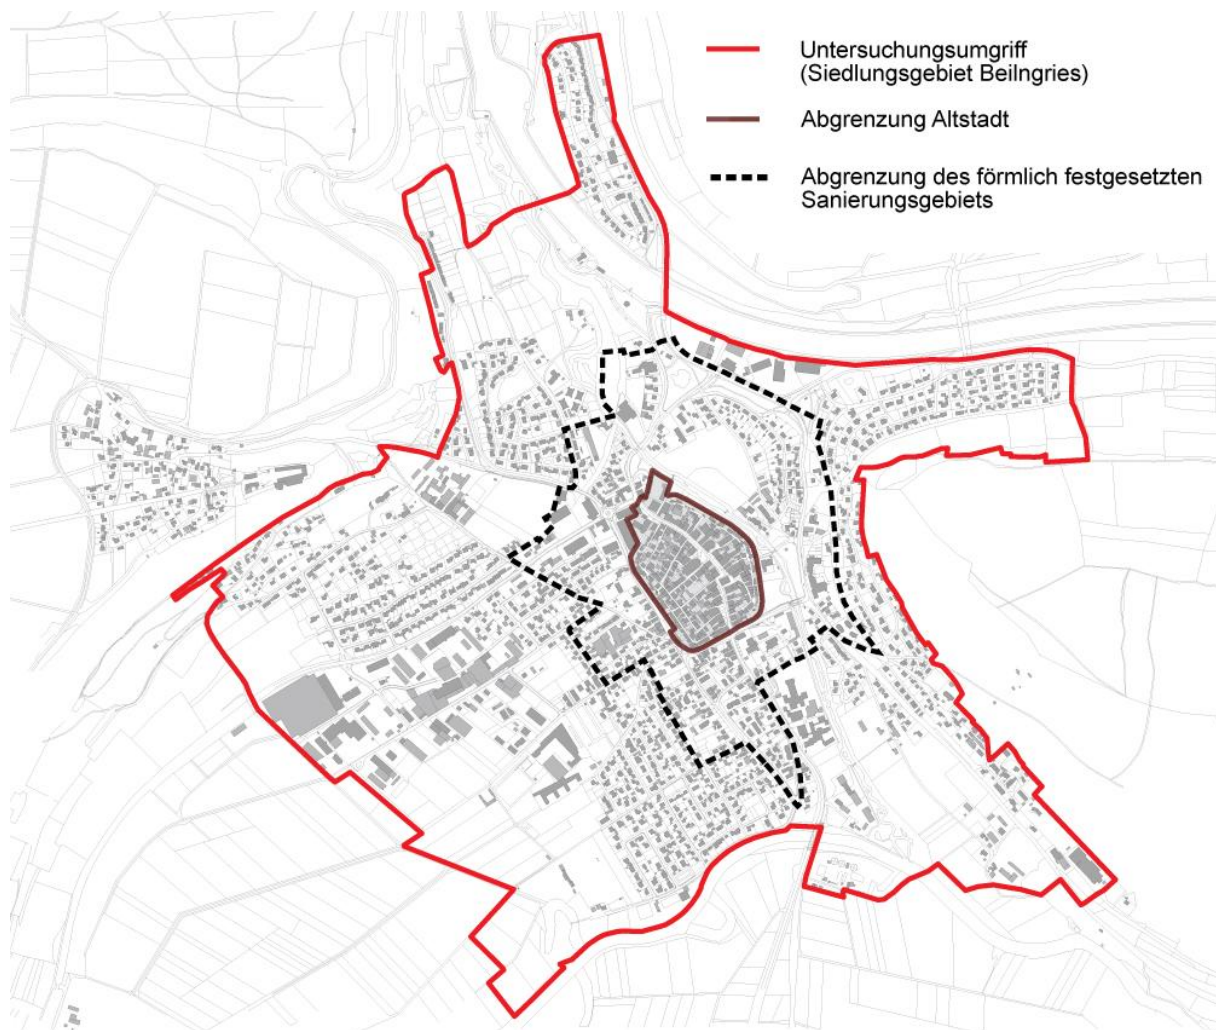 Untersuchungsumgriff
(Siedlungsgebiet Beilngries)
Abgrenzung Altstadt
Abgrenzung des förmlich festgesetzten
Sanierungsgebiets